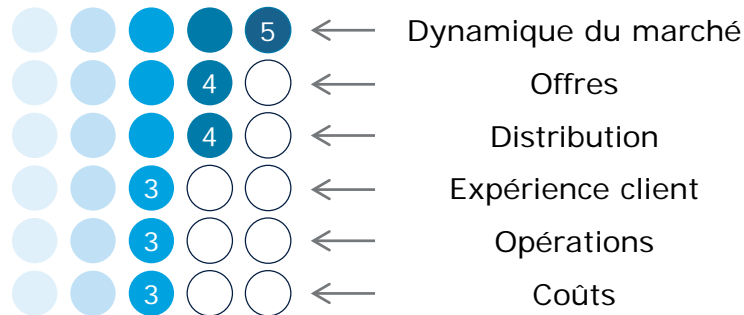 5 Dynamique du marché
4 Offres
4 Distribution
3 Expérience client
3 Opérations
3 Coûts